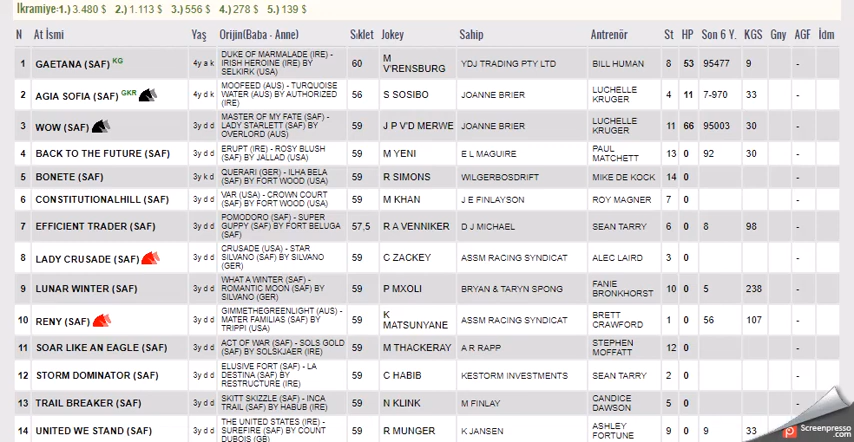 İkramiye: 1.) 3.480 $ 2.) 1.113 $ 3.) 556 $ 4.) 278 $ 5.) 139 $
N At İsmi Yaş Orijin(Baba - Anne) Sıklet Jokey Sahip Antrenör St HP Son 6 Y. KGS Gny AGF İdm
1 GAETANA (SAF) KG 4y a k DUKE OF MARMALADE (IRE) - IRISH HEROINE (IRE) BY SELKIRK (USA) 60 M V'RENSBURG YDJ TRADING PTY LTD BILL HUMAN 8 53 95477 9 -
2 AGIA SOFIA (SAF) GKR 4y d k MOOFEED (AUS) - TURQUOISE WATER (AUS) BY AUTHORIZED (IRE) 56 S SOSIBO JOANNE BRIER LUCHELLE KRUGER 4 11 7-970 33 -
3 WOW (SAF) 3y d d MASTER OF MY FATE (SAF) - LADY STARLETT (SAF) BY OVERLORD (AUS) 59 J P V'D MERWE JOANNE BRIER LUCHELLE KRUGER 11 66 95003 30 -
4 BACK TO THE FUTURE (SAF) 3y d d ERUPT (IRE) - ROSY BLUSH (SAF) BY JALLAD (USA) 59 M YENI E L MAGUIRE PAUL MATCHETT 13 0 92 30 -
5 BONETE (SAF) 3y k d QUERARI (GER) - ILHA BELA (SAF) BY FORT WOOD (USA) 59 R SIMONS WILGERBOSDRIFT MIKE DE KOCK 14 0 -
6 CONSTITUTIONALHILL (SAF) 3y d d VAR (USA) - CROWN COURT (SAF) BY FORT WOOD (USA) 59 M KHAN J E FINLAYSON ROY MAGNER 7 0 -
7 EFFICIENT TRADER (SAF) 3y d d POMODORO (SAF) - SUPER GUPPY (SAF) BY FORT BELUGA (SAF) 57,5 R A VENNIKER D J MICHAEL SEAN TARRY 6 0 8 98 -
8 LADY CRUSADE (SAF) 3y d d CRUSADE (USA) - STAR SILVANO (SAF) BY SILVANO (GER) 59 C ZACKEY ASSM RACING SYNDICAT ALEC LAIRD 3 0 -
9 LUNAR WINTER (SAF) 3y d d WHAT A WINTER (SAF) - ROMANTIC MOON (SAF) BY SILVANO (GER) 59 P MXOLI BRYAN & TARYN SPONG FANIE BRONKHORST 10 0 5 238 -
10 RENY (SAF) 3y d d GIMMETHEGREENLIGHT (AUS) - MATER FAMILIAS (SAF) BY TRIPPI (USA) 59 K MATSUNYANE ASSM RACING SYNDICAT BRETT CRAWFORD 1 0 56 107 -
11 SOAR LIKE AN EAGLE (SAF) 3y d d ACT OF WAR (SAF) - SOLS GOLD (SAF) BY SOLSKJAER (IRE) 59 M THACKERAY A R RAPP STEPHEN MOFFATT 12 0 -
12 STORM DOMINATOR (SAF) 3y d d ELUSIVE FORT (SAF) - LA DESTINA (SAF) BY RESTRUCTURE (IRE) 59 C HABIB KESTORM INVESTMENTS SEAN TARRY 2 0 -
13 TRAIL BREAKER (SAF) 3y d d SKITT SKIZZLE (SAF) - INCA TRAIL (SAF) BY HABUB (IRE) 59 N KLINK M FINLAY CANDICE DAWSON 5 0 -
14 UNITED WE STAND (SAF) 3y d d THE UNITED STATES (IRE) - SUREFIRE (SAF) BY COUNT DUBOIS (GB) 59 R MUNGER K JANSEN ASHLEY FORTUNE 9 0 9 33 -
Screenpresso